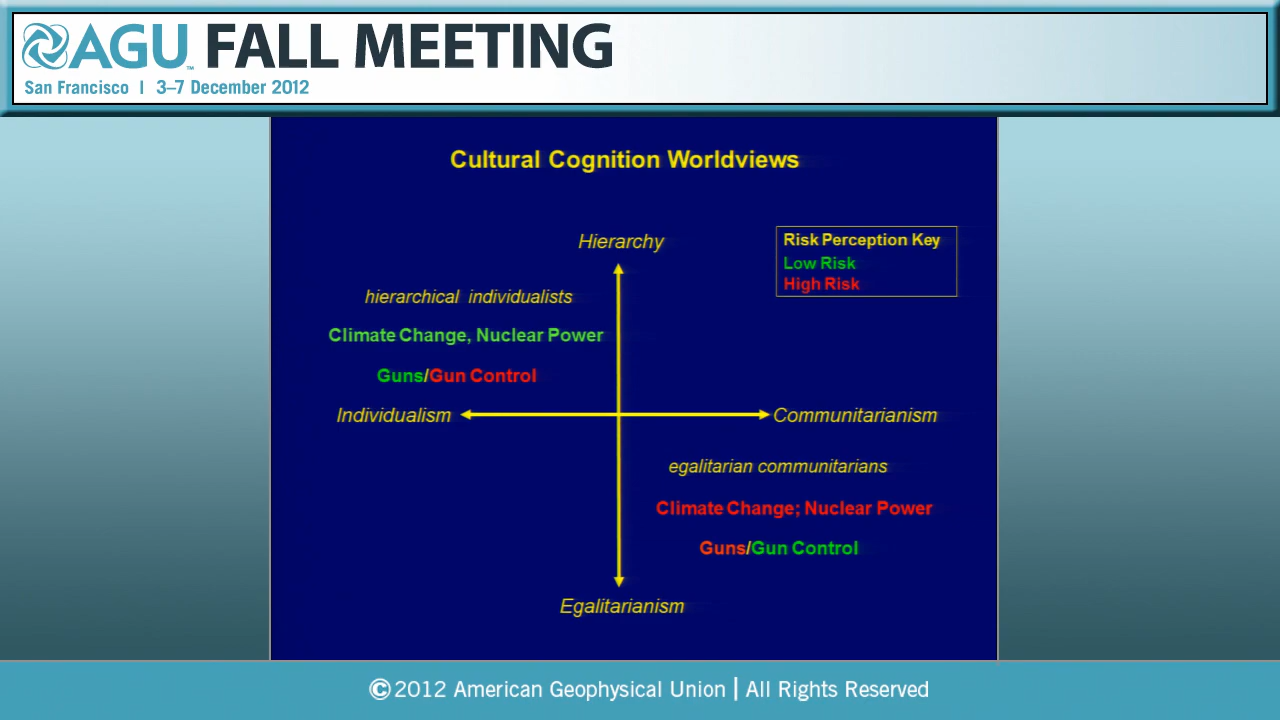 AGU™ FALL MEETING
San Francisco | 3–7 December 2012
Cultural Cognition Worldviews
Hierarchy
Risk Perception Key
Low Risk
High Risk
hierarchical individualists
Climate Change, Nuclear Power
Guns/Gun Control
Individualism
Communitarianism
egalitarian communitarians
Climate Change; Nuclear Power
Guns/Gun Control
Egalitarianism
©2012 American Geophysical Union | All Rights Reserved